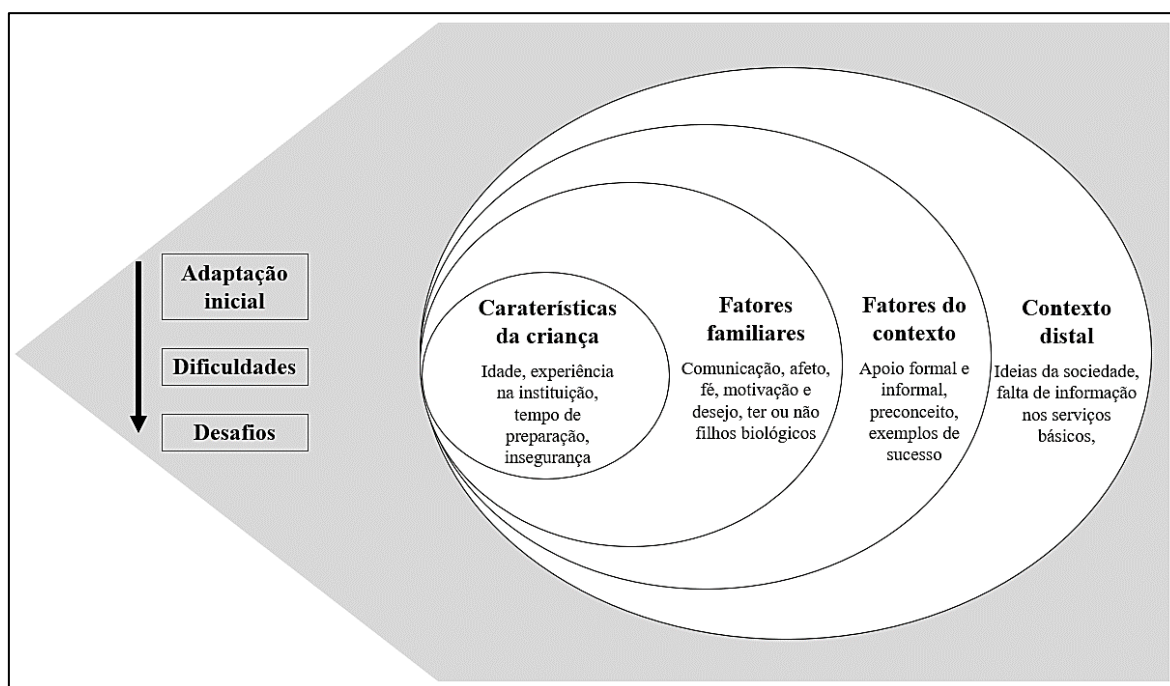 Adaptação
inicial
Dificuldades
Desafios
Caraterísticas
da criança
Idade, experiência
na instituição,
tempo de
preparação,
insegurança
Fatores
familiares
Comunicação, afeto,
fé, motivação e
desejo, ter ou não
filhos biológicos
Fatores do
contexto
Apoio formal e
informal,
preconceito,
exemplos de
sucesso
Contexto
distal
Ideias da sociedade,
falta de informação
nos serviços
básicos,